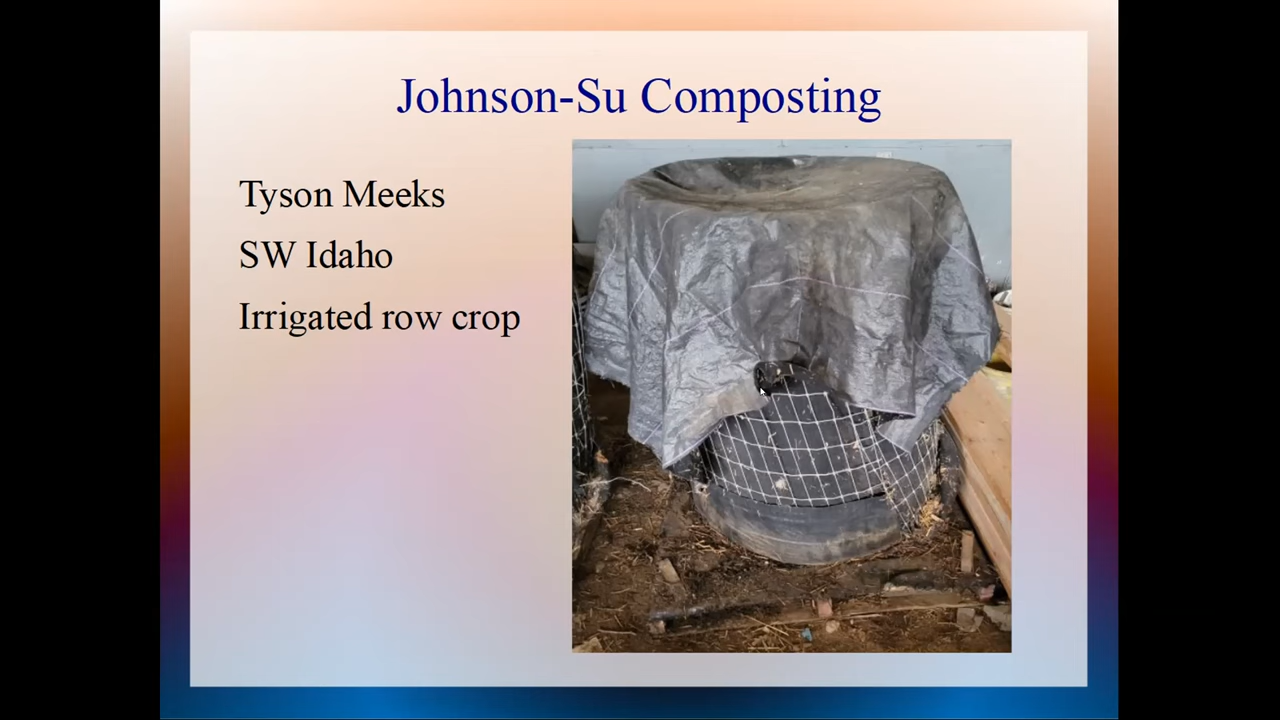 Johnson-Su Composting
Tyson Meeks
SW Idaho
Irrigated row crop